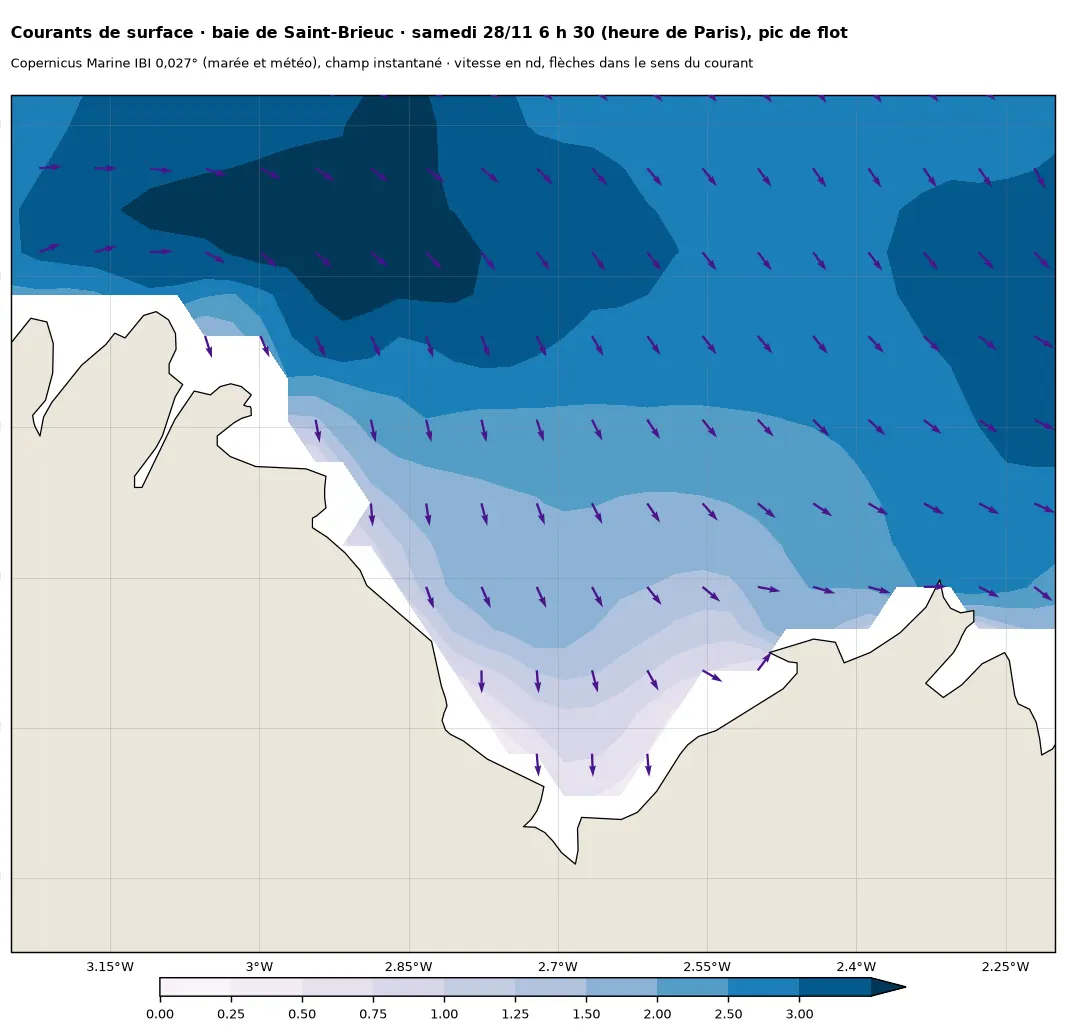 Courants de surface · baie de Saint-Brieuc · samedi 28/11 6 h 30 (heure de Paris), pic de flot
Copernicus Marine IBI 0,027° (marée et météo), champ instantané · vitesse en nd, flèches dans le sens du courant
3.15°W 3°W 2.85°W 2.7°W 2.55°W 2.4°W 2.25°W
0.00 0.25 0.50 0.75 1.00 1.25 1.50 2.00 2.50 3.00